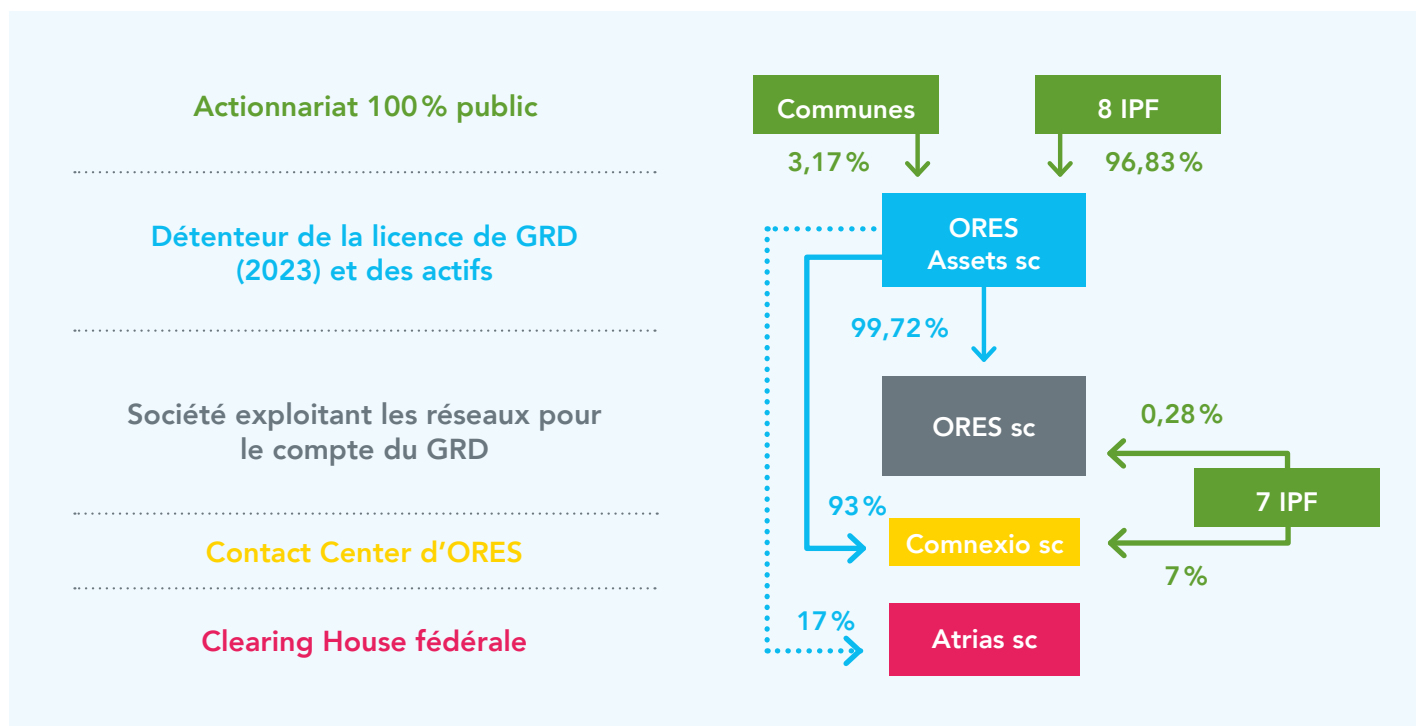 Actionnariat 100 % public
Communes
8 IPF
3,17 %
96,83 %
Détenteur de la licence de GRD
(2023) et des actifs
ORES
Assets sc
99,72 %
Société exploitant les réseaux pour
le compte du GRD
ORES sc
0,28 %
7 IPF
93 %
Contact Center d’ORES
Comnexio sc
7 %
17 %
Clearing House fédérale
Atrias sc